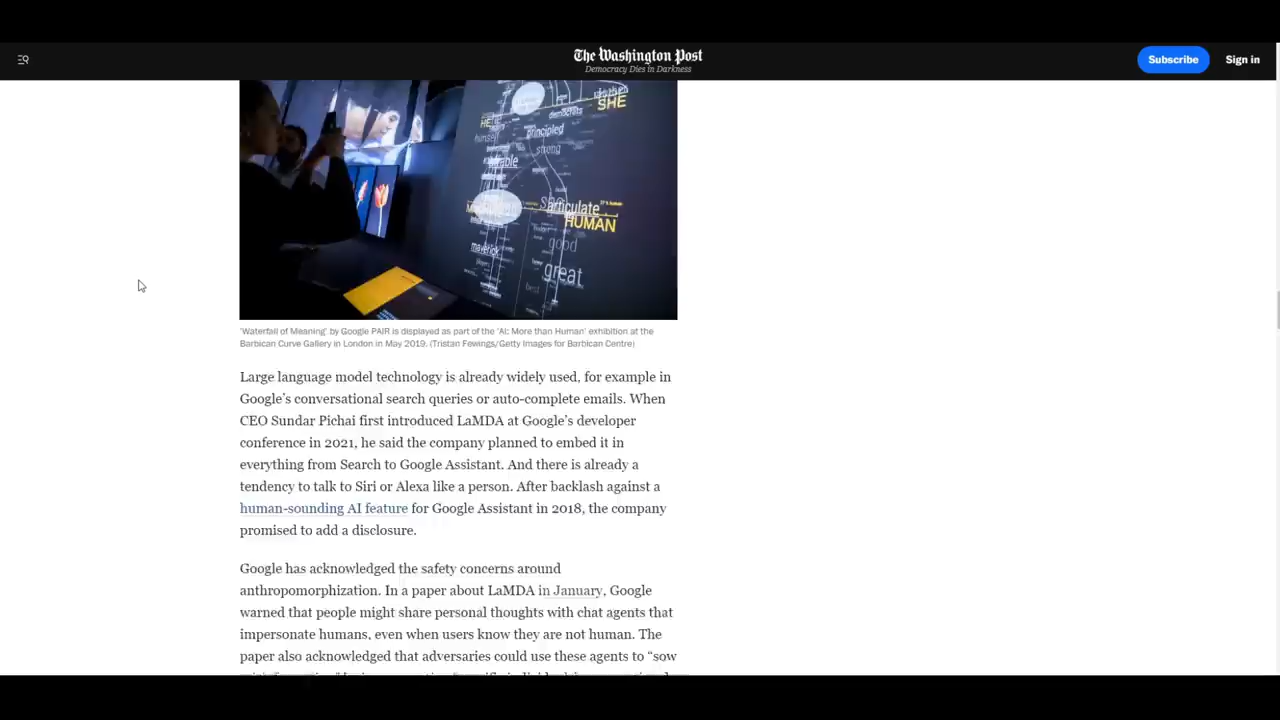 The Washington Post
Democracy Dies in Darkness
Subscribe
Sign in
SHE
HE
democrats
himself
principled
strong
articulate
HUMAN
good
maverick
great
best
'Waterfall of Meaning' by Google PAIR is displayed as part of the 'AI: More than Human' exhibition at the
Barbican Curve Gallery in London in May 2019. (Tristan Fewings/Getty Images for Barbican Centre)
Large language model technology is already widely used, for example in
Google's conversational search queries or auto-complete emails. When
CEO Sundar Pichai first introduced LaMDA at Google's developer
conference in 2021, he said the company planned to embed it in
everything from Search to Google Assistant. And there is already a
tendency to talk to Siri or Alexa like a person. After backlash against a
human-sounding AI feature for Google Assistant in 2018, the company
promised to add a disclosure.
Google has acknowledged the safety concerns around
anthropomorphization. In a paper about LaMDA in January, Google
warned that people might share personal thoughts with chat agents that
impersonate humans, even when users know they are not human. The
paper also acknowledged that adversaries could use these agents to “sow